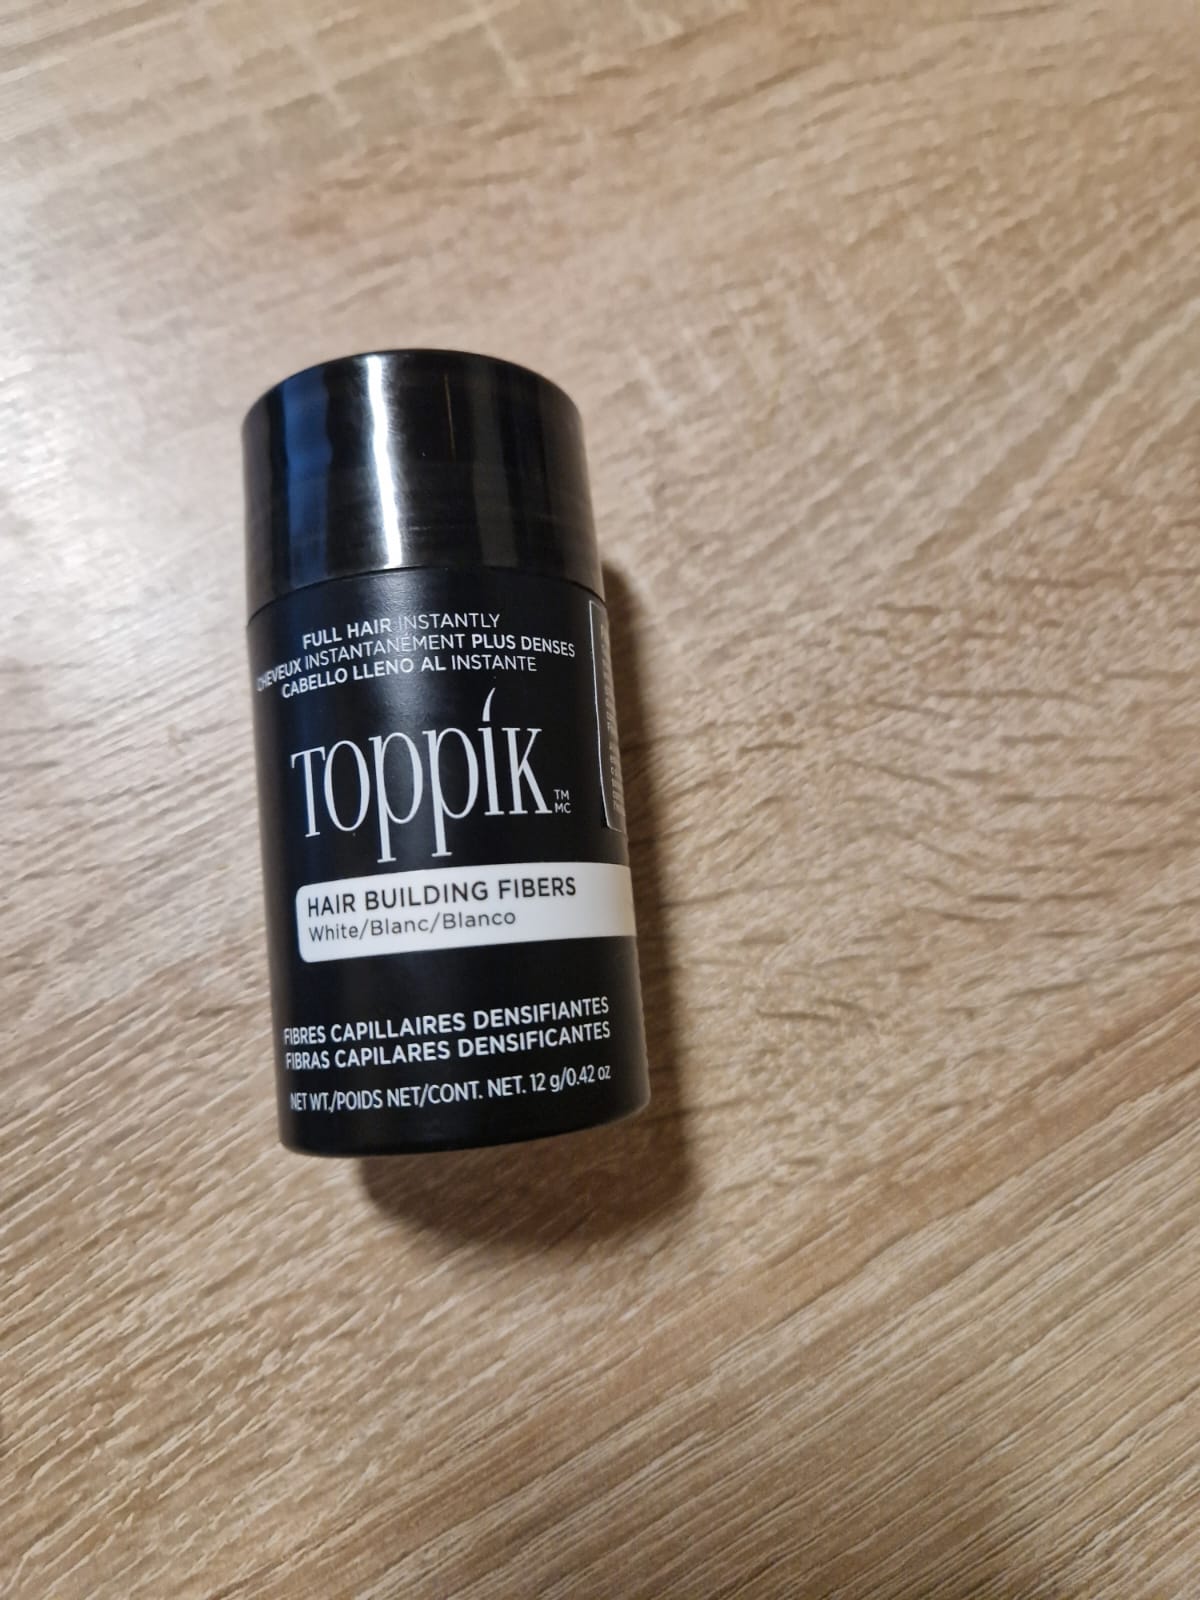 FULL HAIR INSTANTLY
CHEVEUX INSTANTANÉMENT PLUS DENSES
CABELLO LLENO AL INSTANTE
Toppik TM MC
HAIR BUILDING FIBERS
White/Blanc/Blanco
FIBRES CAPILLAIRES DENSIFIANTES
FIBRAS CAPILARES DENSIFICANTES
NET WT./POIDS NET/CONT. NET. 12 g/0.42 oz